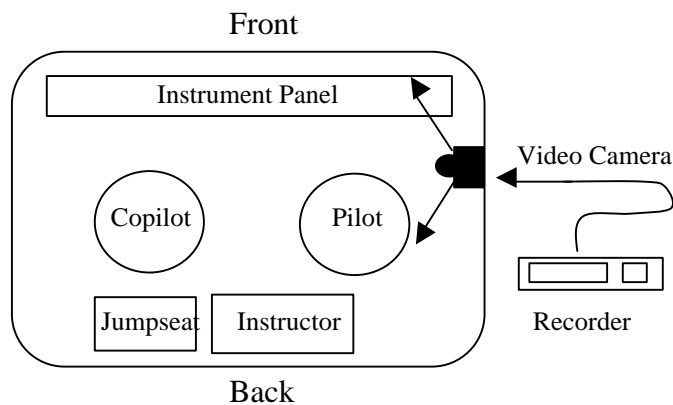 Front
Instrument Panel
Video Camera
Copilot
Pilot
Jumpseat
Instructor
Recorder
Back